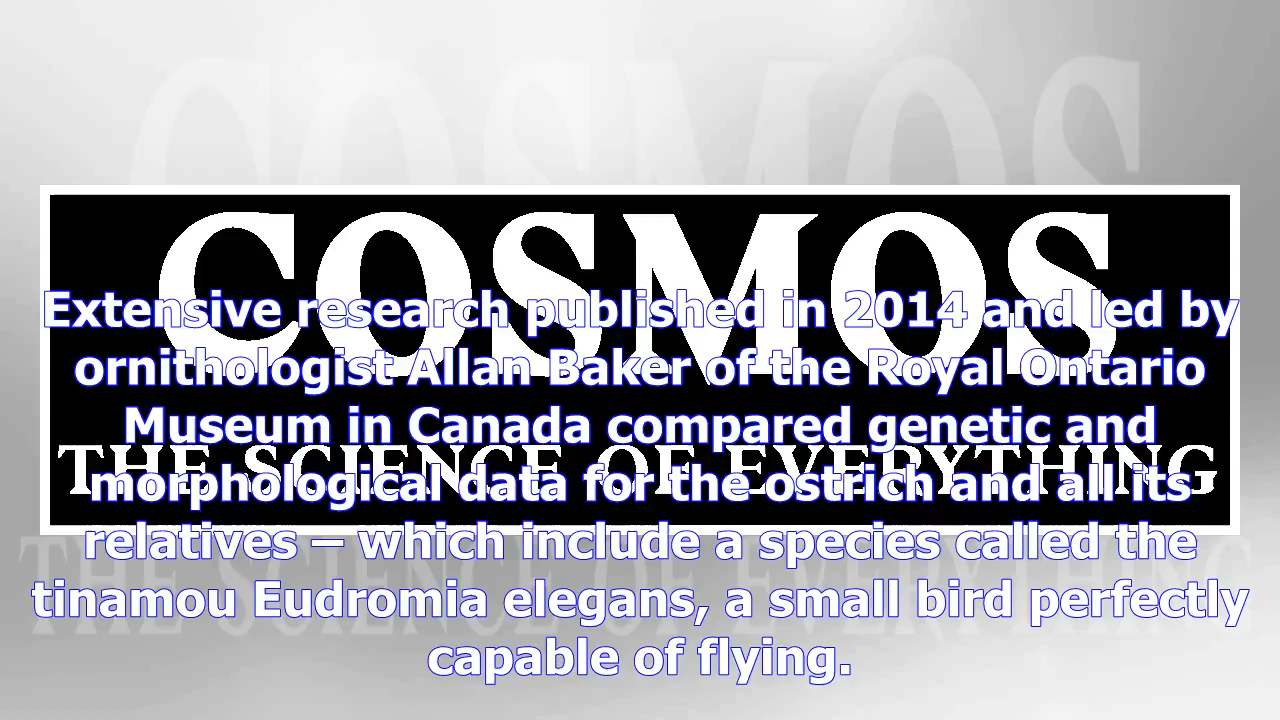 COSMOS
THE SCIENCE OF EVERYTHING
Extensive research published in 2014 and led by
ornithologist Allan Baker of the Royal Ontario
Museum in Canada compared genetic and
morphological data for the ostrich and all its
relatives – which include a species called the
tinamou Eudromia elegans, a small bird perfectly
capable of flying.